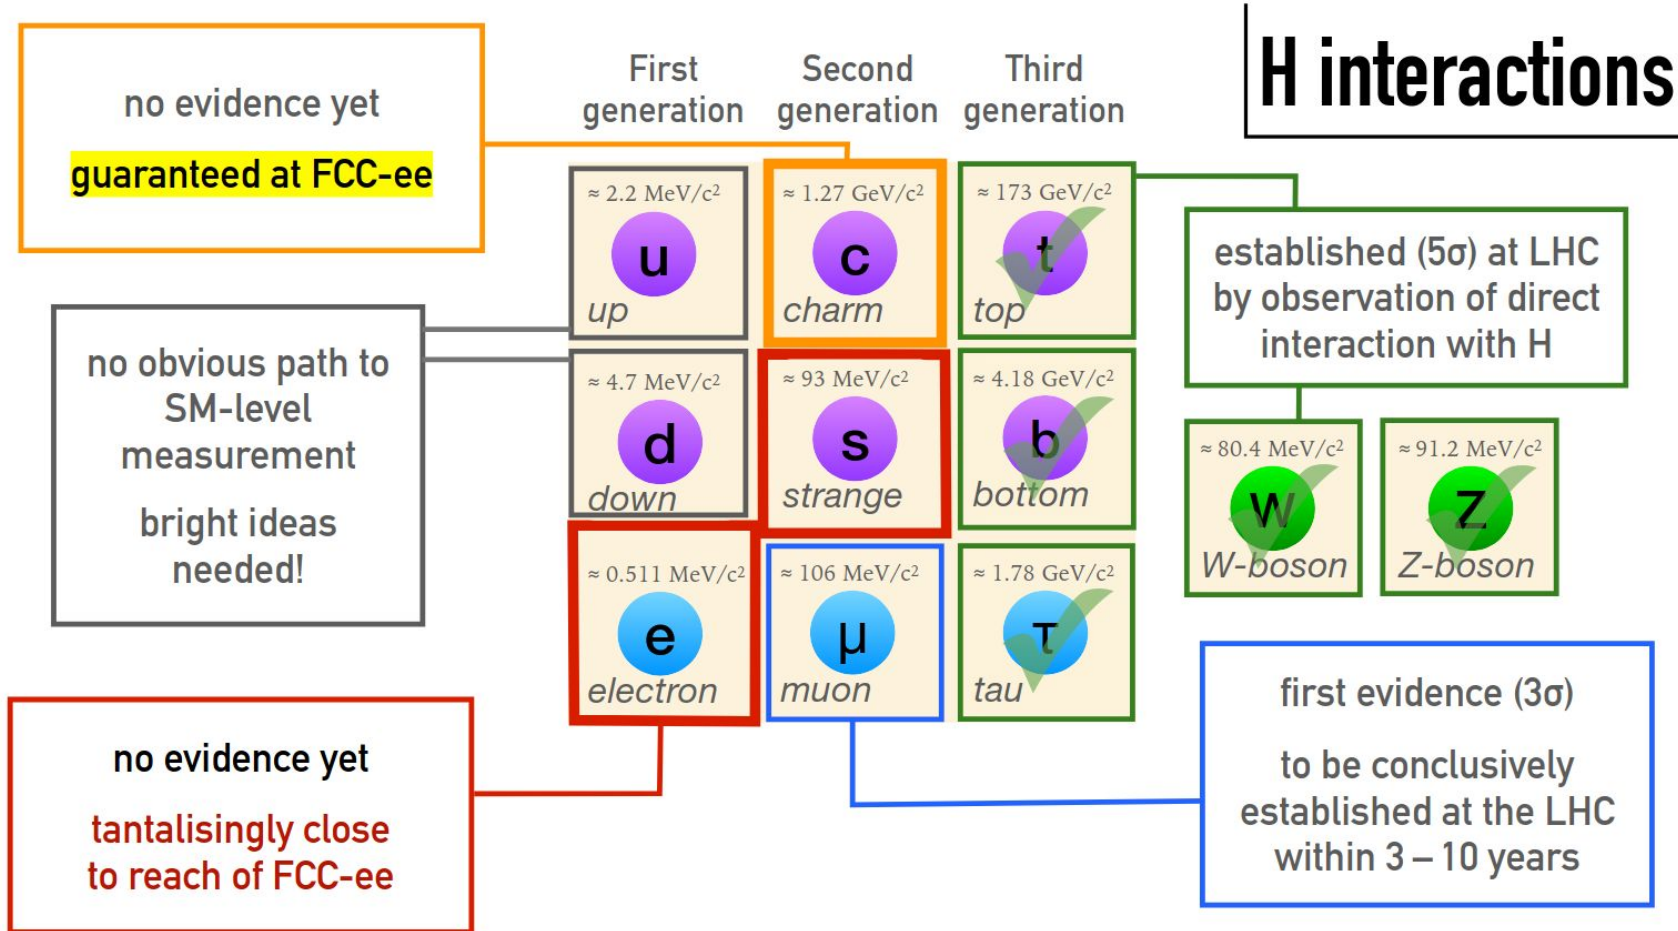 H interactions
no evidence yet
guaranteed at FCC-ee
First
generation
Second
generation
Third
generation
≈ 2.2 MeV/c²
u
up
≈ 1.27 GeV/c²
c
charm
≈ 173 GeV/c²
t
top
established (5σ) at LHC
by observation of direct
interaction with H
no obvious path to
SM-level
measurement
bright ideas
needed!
≈ 4.7 MeV/c²
d
down
≈ 93 MeV/c²
s
strange
≈ 4.18 GeV/c²
b
bottom
≈ 80.4 MeV/c²
W
W-boson
≈ 91.2 MeV/c²
Z
Z-boson
≈ 0.511 MeV/c²
e
electron
≈ 106 MeV/c²
μ
muon
≈ 1.78 GeV/c²
τ
tau
no evidence yet
tantalisingly close
to reach of FCC-ee
first evidence (3σ)
to be conclusively
established at the LHC
within 3 – 10 years